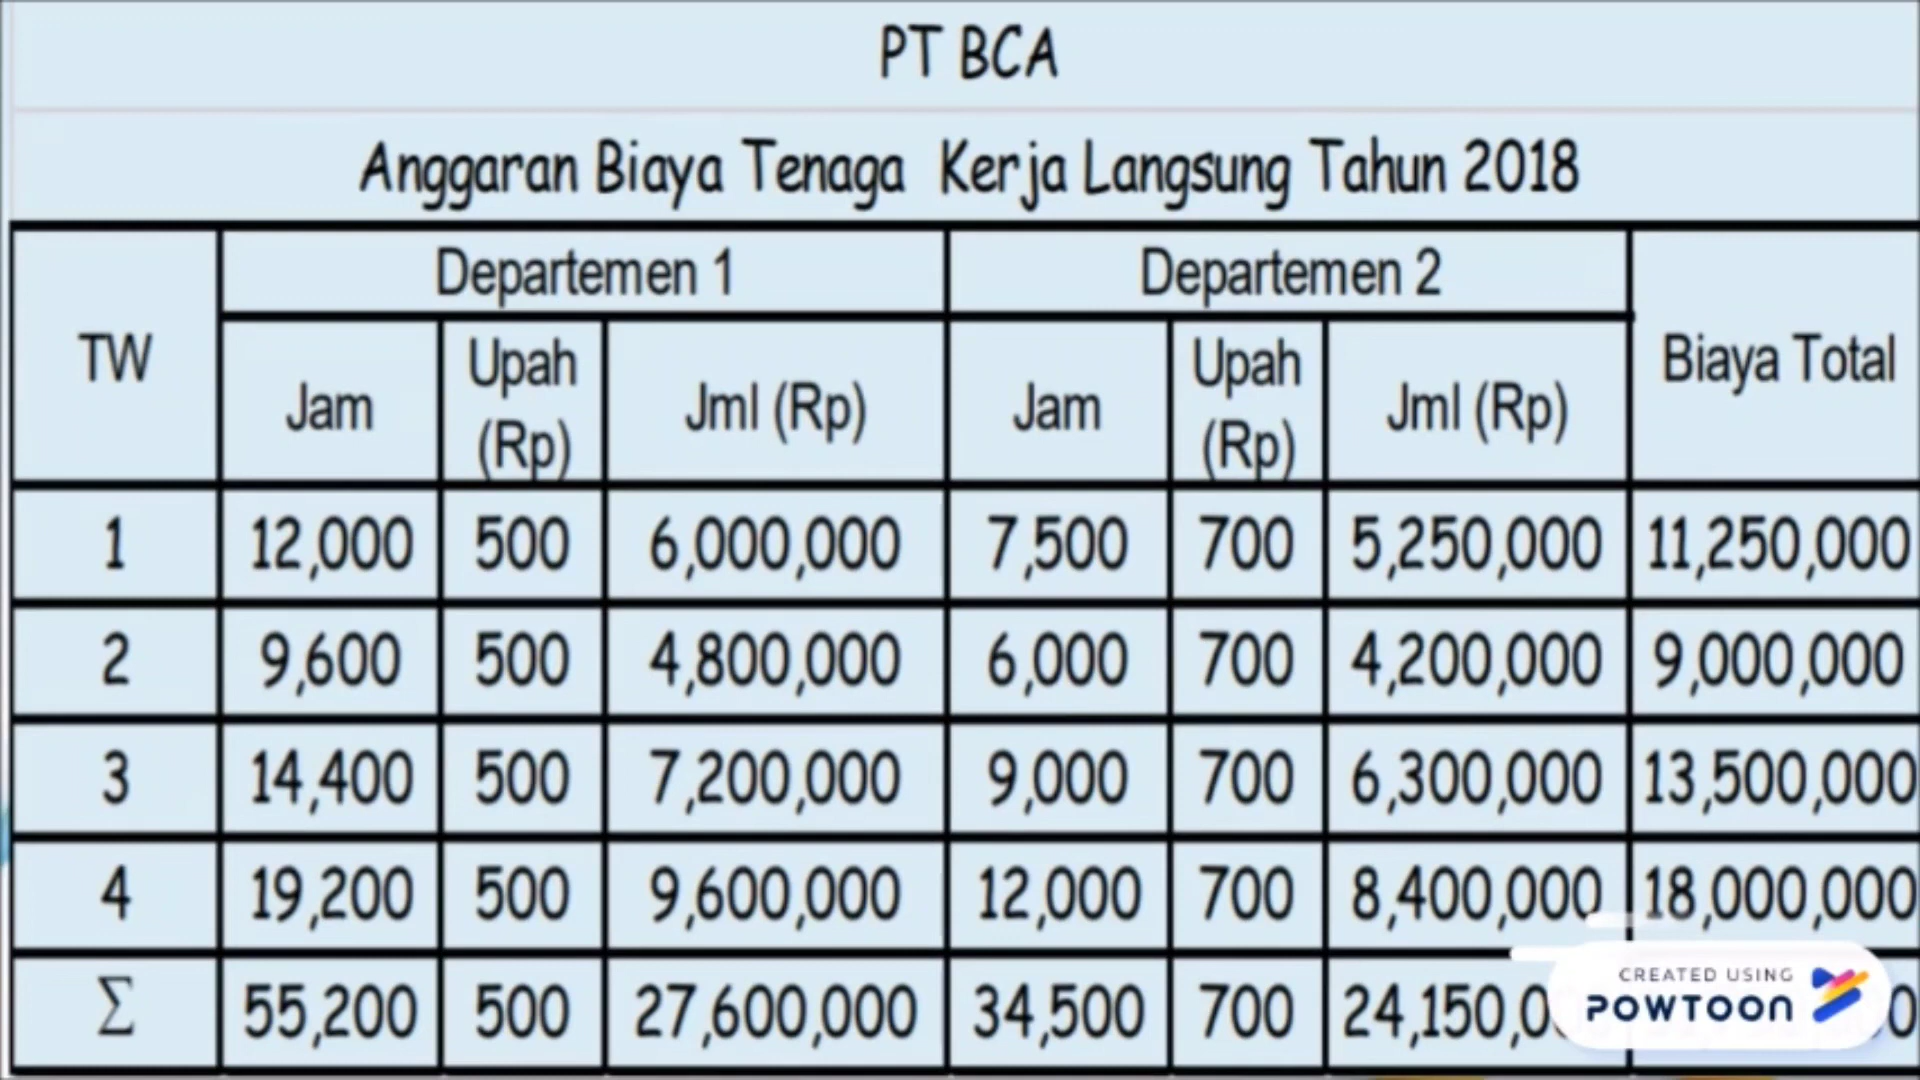 PT BCA
Anggaran Biaya Tenaga Kerja Langsung Tahun 2018
TW Departemen 1 Departemen 2 Biaya Total
Jam Upah (Rp) Jml (Rp) Jam Upah (Rp) Jml (Rp)
1 12,000 500 6,000,000 7,500 700 5,250,000 11,250,000
2 9,600 500 4,800,000 6,000 700 4,200,000 9,000,000
3 14,400 500 7,200,000 9,000 700 6,300,000 13,500,000
4 19,200 500 9,600,000 12,000 700 8,400,000 18,000,000
Σ 55,200 500 27,600,000 34,500 700
CREATED USING
POWTOON